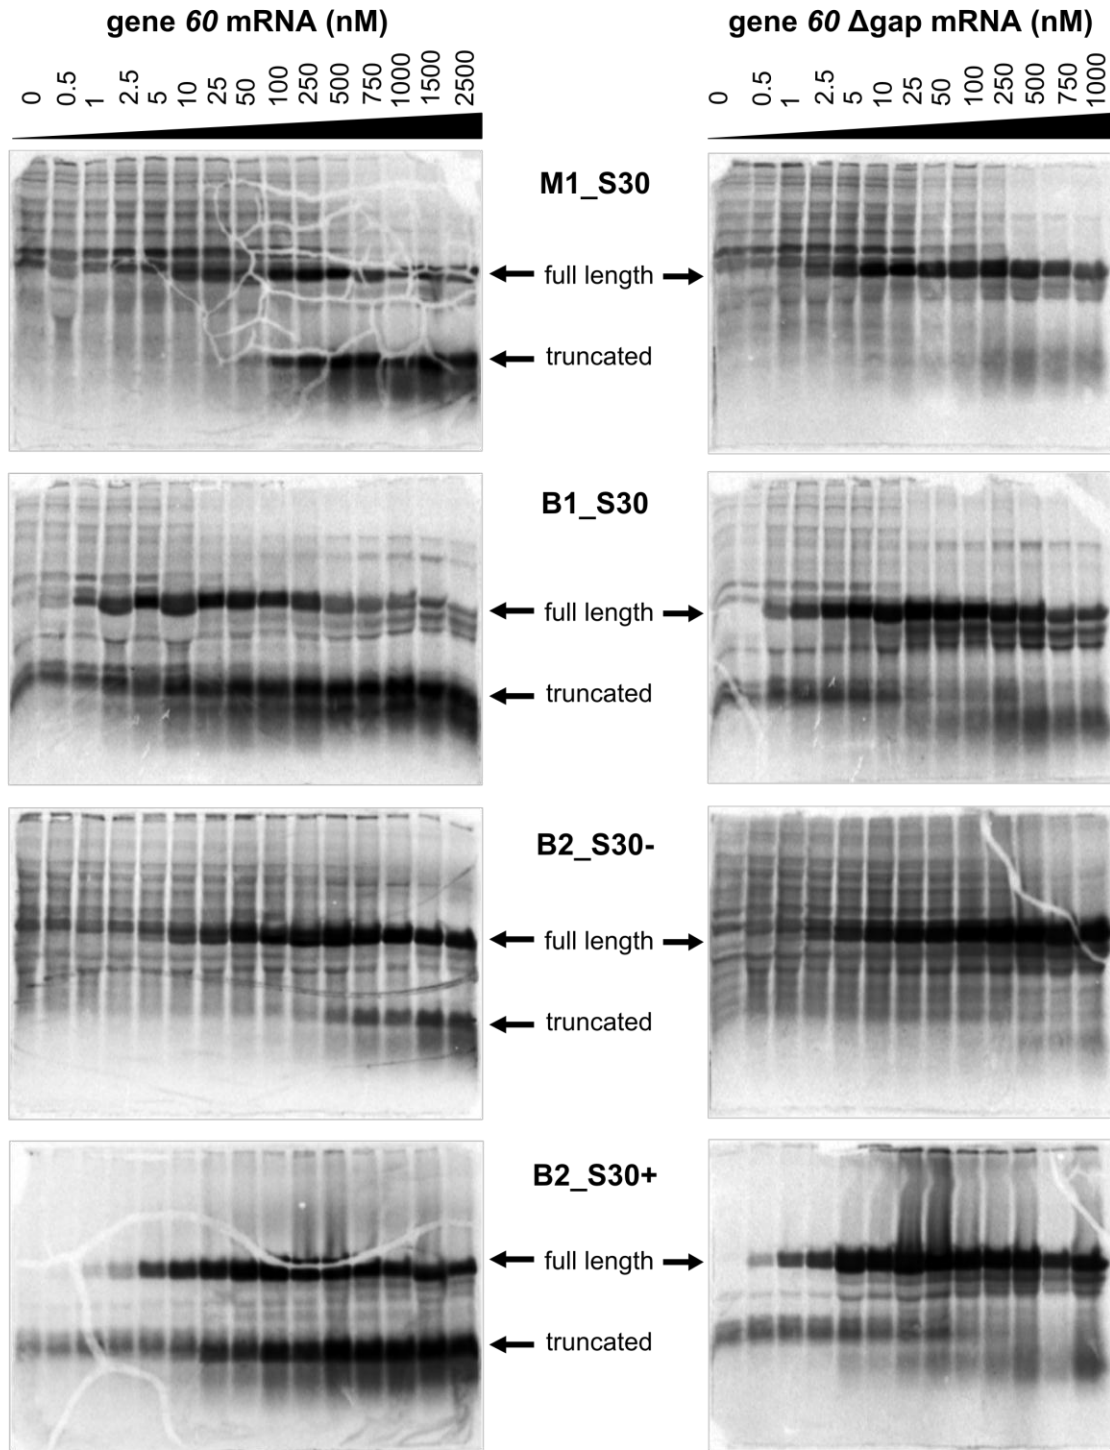 gene 60 mRNA (nM)
gene 60 Δgap mRNA (nM)
0 0.5 1 2.5 5 10 25 50 100 250 500 750 1000 1500 2500
0 0.5 1 2.5 5 10 25 50 100 250 500 750 1000
M1_S30
full length
truncated
B1_S30
full length
truncated
B2_S30-
full length
truncated
B2_S30+
full length
truncated